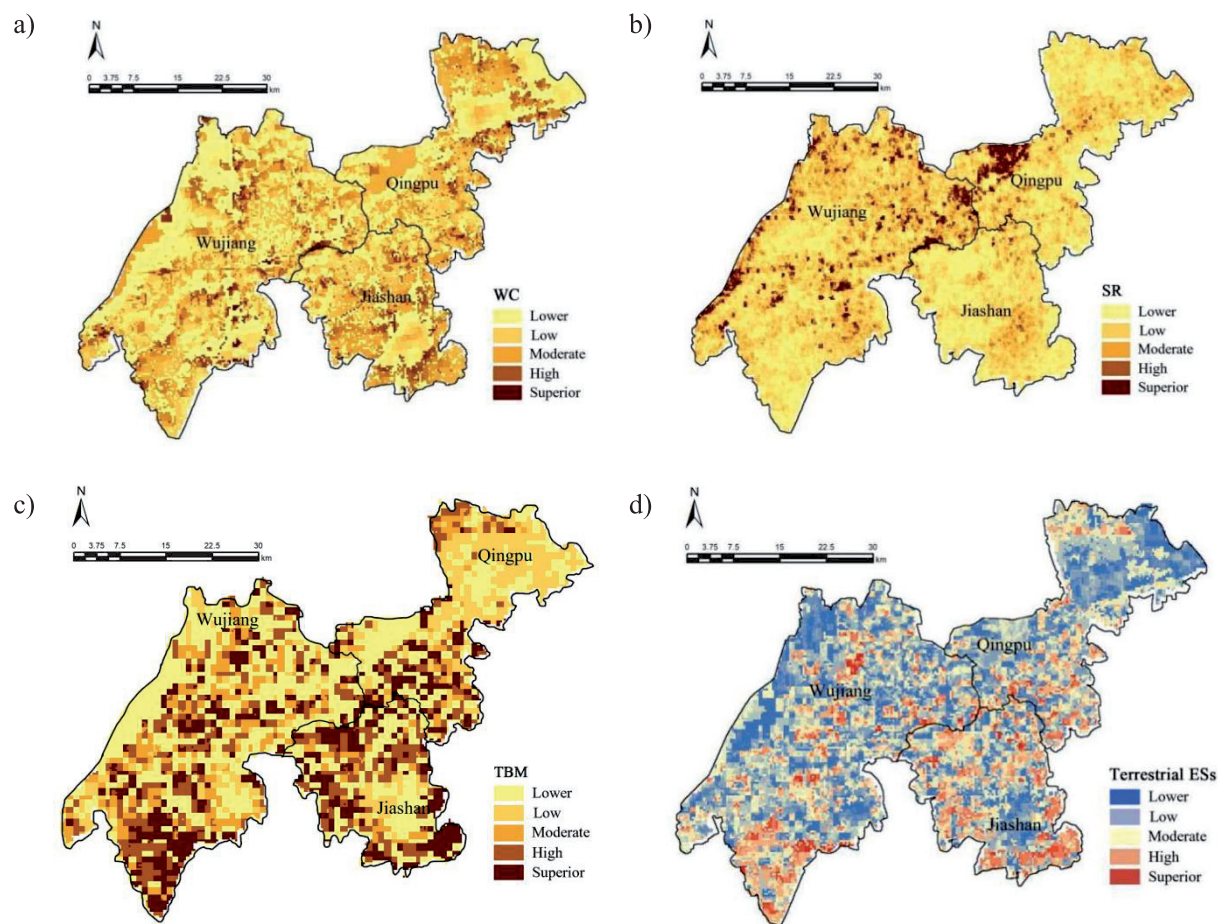 a)
N
0 3.75 7.5 15 22.5 30
km
Qingpu
Wujiang
Jiashan
WC
Lower
Low
Moderate
High
Superior
b)
N
0 3.75 7.5 15 22.5 30
km
Qingpu
Wujiang
Jiashan
SR
Lower
Low
Moderate
High
Superior
c)
N
0 3.75 7.5 15 22.5 30
km
Qingpu
Wujiang
Jiashan
TBM
Lower
Low
Moderate
High
Superior
d)
N
0 3.75 7.5 15 22.5 30
km
Qingpu
Wujiang
Jiashan
Terrestrial ESs
Lower
Low
Moderate
High
Superior